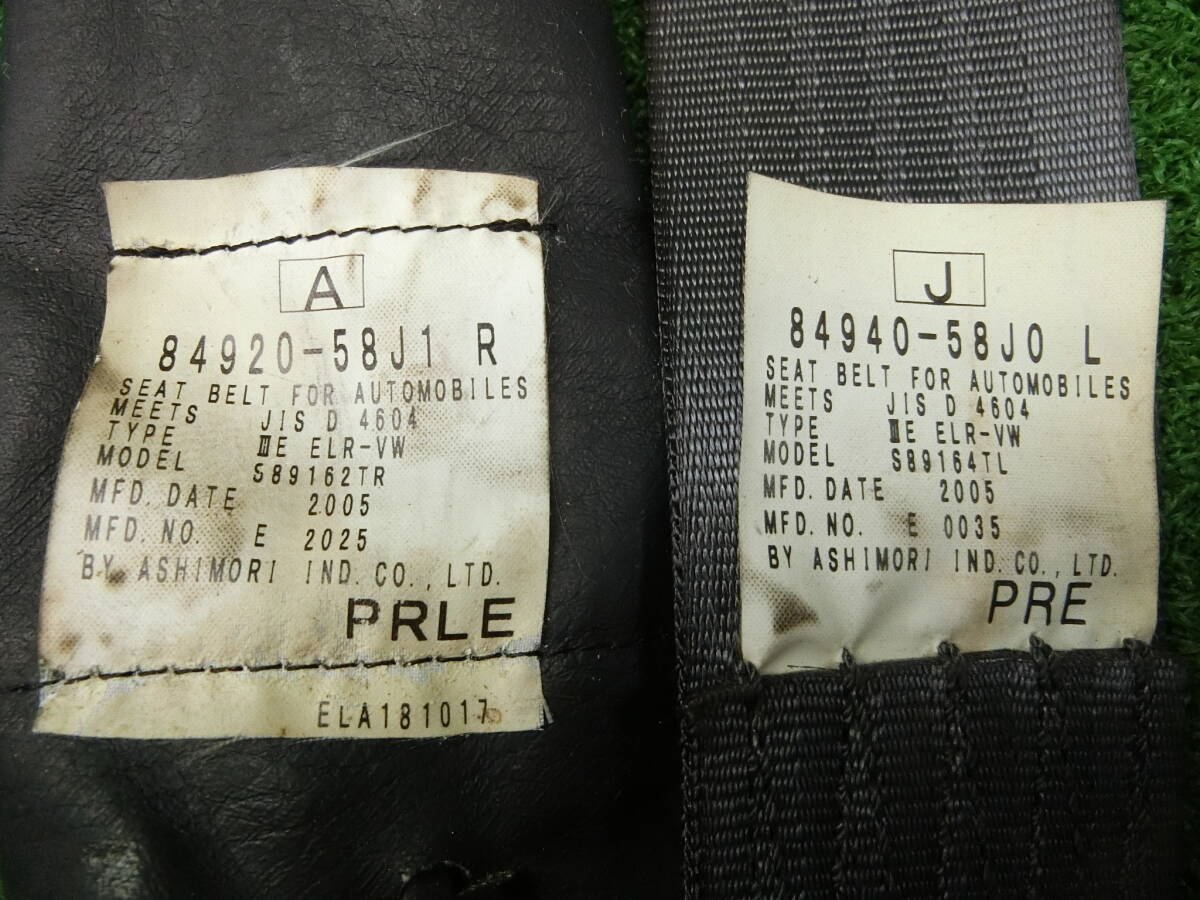 A
84920-58J1 R
SEAT BELT FOR AUTOMOBILES
MEETS JIS D 4604
TYPE ⅢE ELR-VW
MODEL S89162TR
MFD. DATE 2005
MFD. NO. E 2025
BY ASHIMORI IND. CO., LTD.
PRLE
ELA181017
J
84940-58J0 L
SEAT BELT FOR AUTOMOBILES
MEETS JIS D 4604
TYPE ⅢE ELR-VW
MODEL S89164TL
MFD. DATE 2005
MFD. NO. E 0035
BY ASHIMORI IND. CO., LTD.
PRE